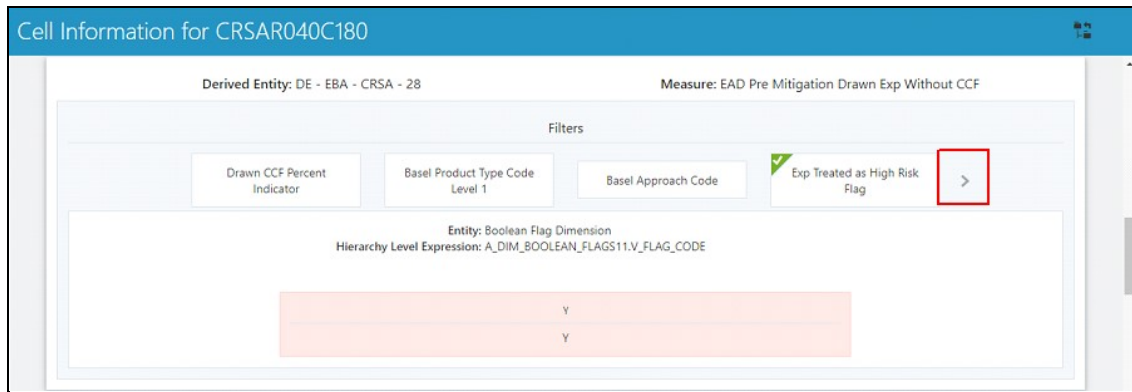 Cell Information for CRSAR040C180
Derived Entity: DE - EBA - CRSA - 28
Measure: EAD Pre Mitigation Drawn Exp Without CCF
Filters
Drawn CCF Percent
Indicator
Basel Product Type Code
Level 1
Basel Approach Code
Exp Treated as High Risk
Flag
Entity: Boolean Flag Dimension
Hierarchy Level Expression: A_DIM_BOOLEAN_FLAGS11.V_FLAG_CODE
Y
Y